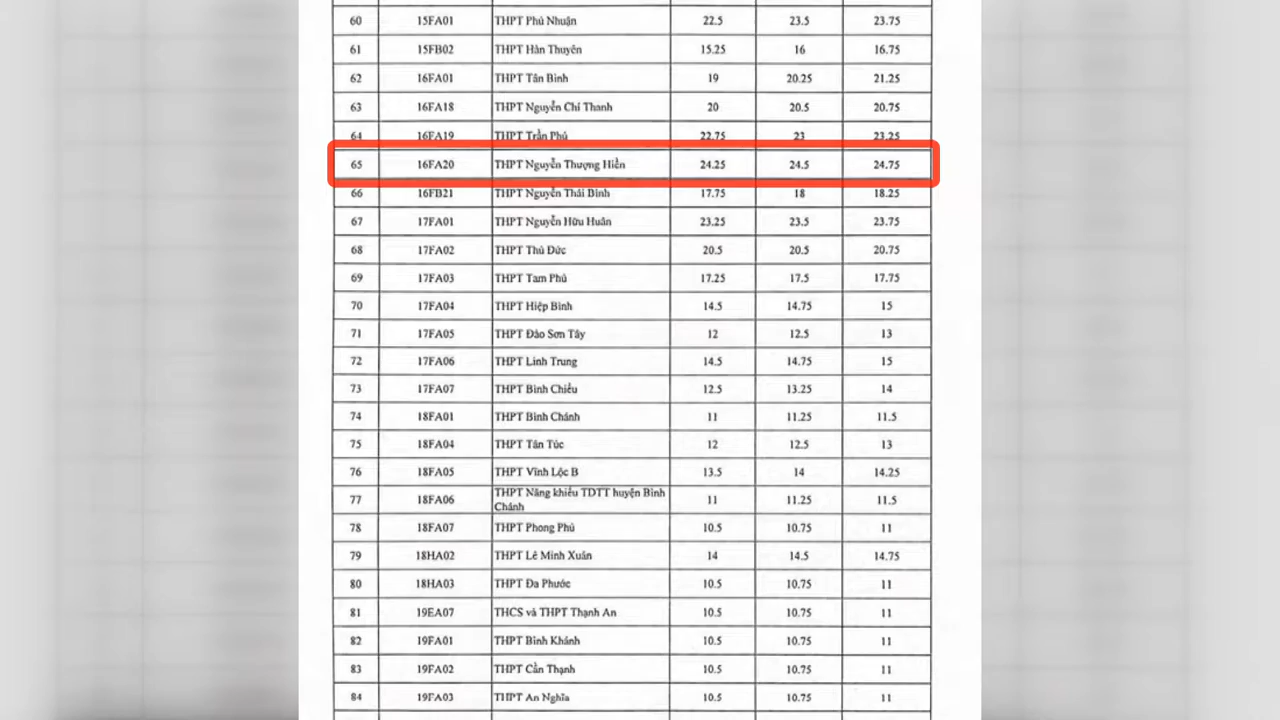 60 15FA01 THPT Phú Nhuận 22.5 23.5 23.75
61 15FB02 THPT Hàn Thuyên 15.25 16 16.75
62 16FA01 THPT Tân Bình 19 20.25 21.25
63 16FA18 THPT Nguyễn Chí Thanh 20 20.5 20.75
64 16FA19 THPT Trần Phú 22.75 23 23.25
65 16FA20 THPT Nguyễn Thượng Hiền 24.25 24.5 24.75
66 16FB21 THPT Nguyễn Thái Bình 17.75 18 18.25
67 17FA01 THPT Nguyễn Hữu Huân 23.25 23.5 23.75
68 17FA02 THPT Thủ Đức 20.5 20.5 20.75
69 17FA03 THPT Tam Phú 17.25 17.5 17.75
70 17FA04 THPT Hiệp Bình 14.5 14.75 15
71 17FA05 THPT Đào Sơn Tây 12 12.5 13
72 17FA06 THPT Linh Trung 14.5 14.75 15
73 17FA07 THPT Bình Chiểu 12.5 13.25 14
74 18FA01 THPT Bình Chánh 11 11.25 11.5
75 18FA04 THPT Tân Túc 12 12.5 13
76 18FA05 THPT Vĩnh Lộc B 13.5 14 14.25
77 18FA06 THPT Năng khiếu TDTT huyện Bình Chánh 11 11.25 11.5
78 18FA07 THPT Phong Phú 10.5 10.75 11
79 18HA02 THPT Lê Minh Xuân 14 14.5 14.75
80 18HA03 THPT Đa Phước 10.5 10.75 11
81 19EA07 THCS và THPT Thạnh An 10.5 10.75 11
82 19FA01 THPT Bình Khánh 10.5 10.75 11
83 19FA02 THPT Cần Thạnh 10.5 10.75 11
84 19FA03 THPT An Nghĩa 10.5 10.75 11